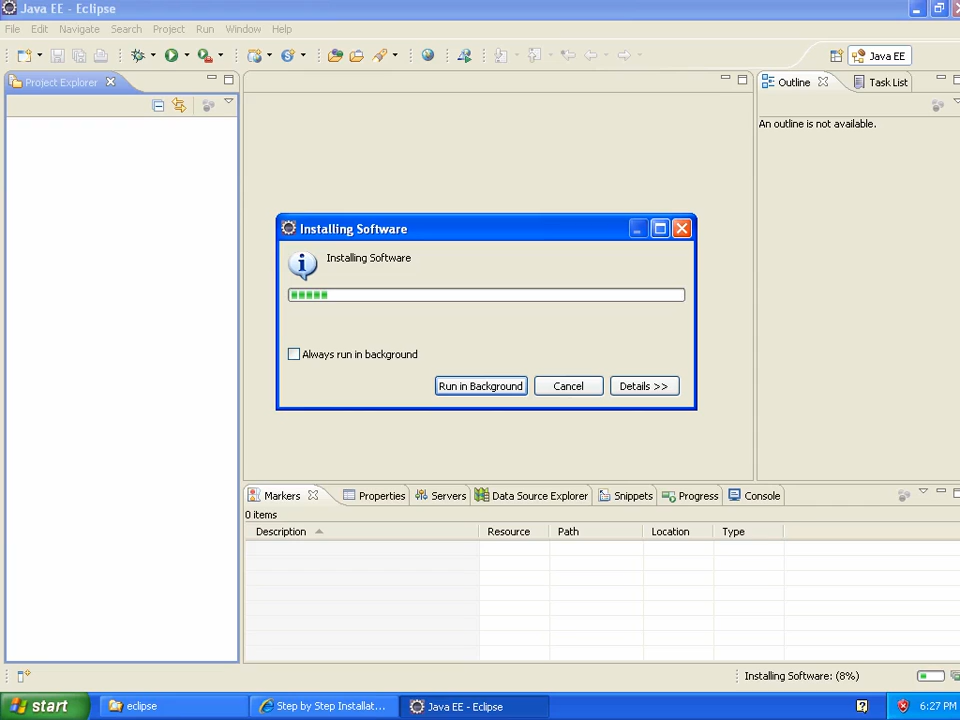 Java EE - Eclipse
File Edit Navigate Search Project Run Window Help
Java EE
Project Explorer
Outline
Task List
An outline is not available.
Installing Software
Installing Software
Always run in background
Run in Background
Cancel
Details >>
Markers
Properties
Servers
Data Source Explorer
Snippets
Progress
Console
0 items
Description Resource Path Location Type
Installing Software: (8%)
start
eclipse
Step by Step Installat...
Java EE - Eclipse
6:27 PM